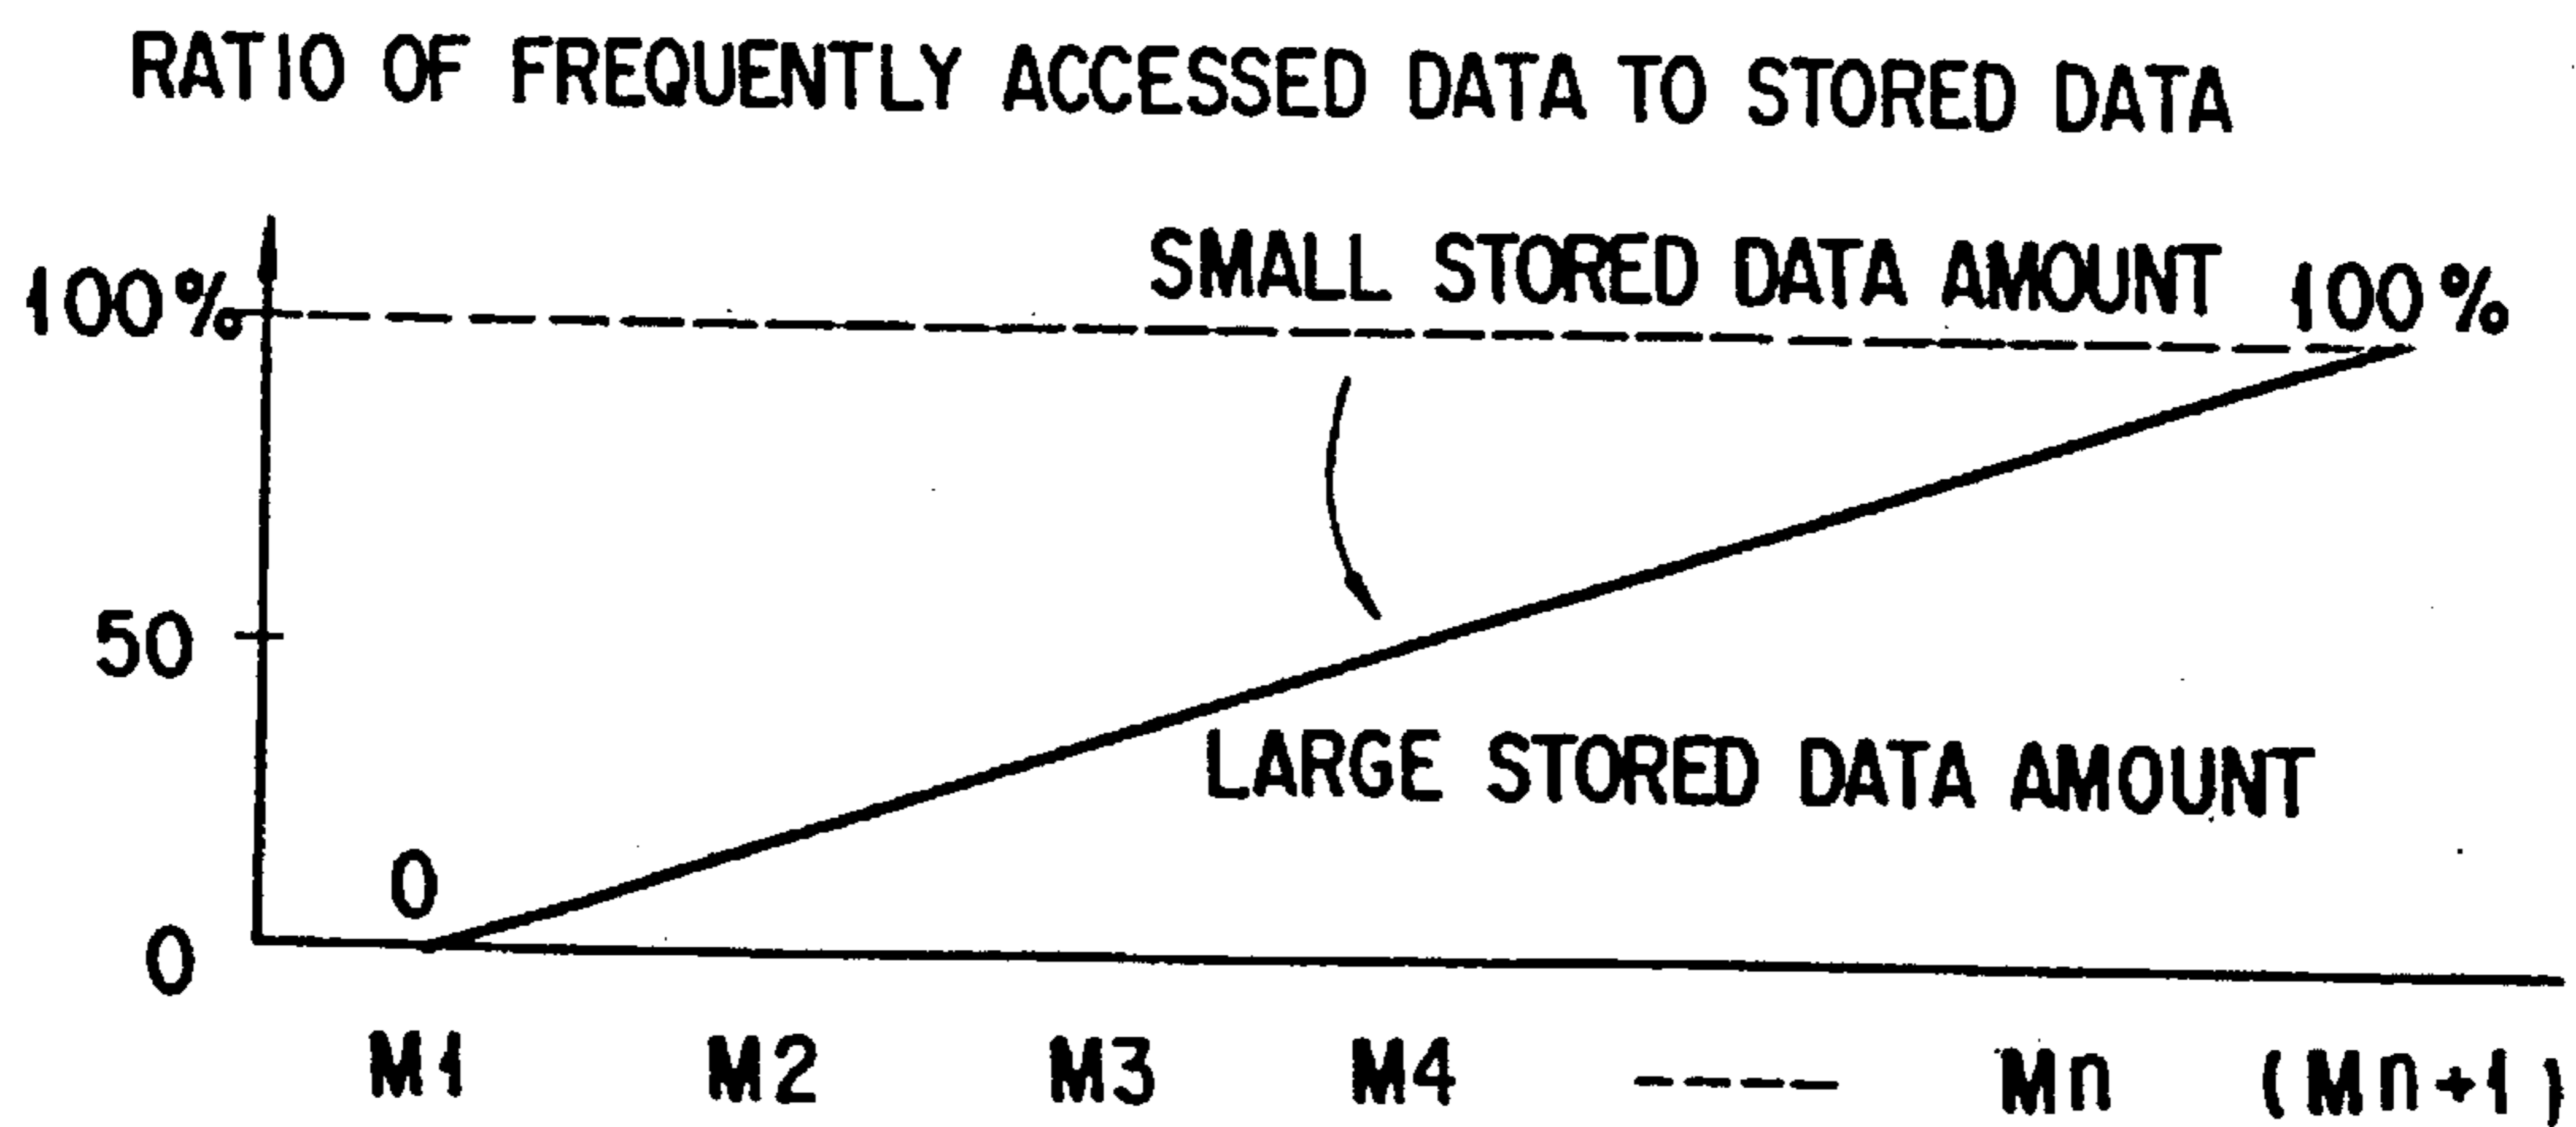 RATIO OF FREQUENTLY ACCESSED DATA TO STORED DATA
SMALL STORED DATA AMOUNT
100%
100%
50
LARGE STORED DATA AMOUNT
0
0
M1 M2 M3 M4 ---- Mn (Mn+1)